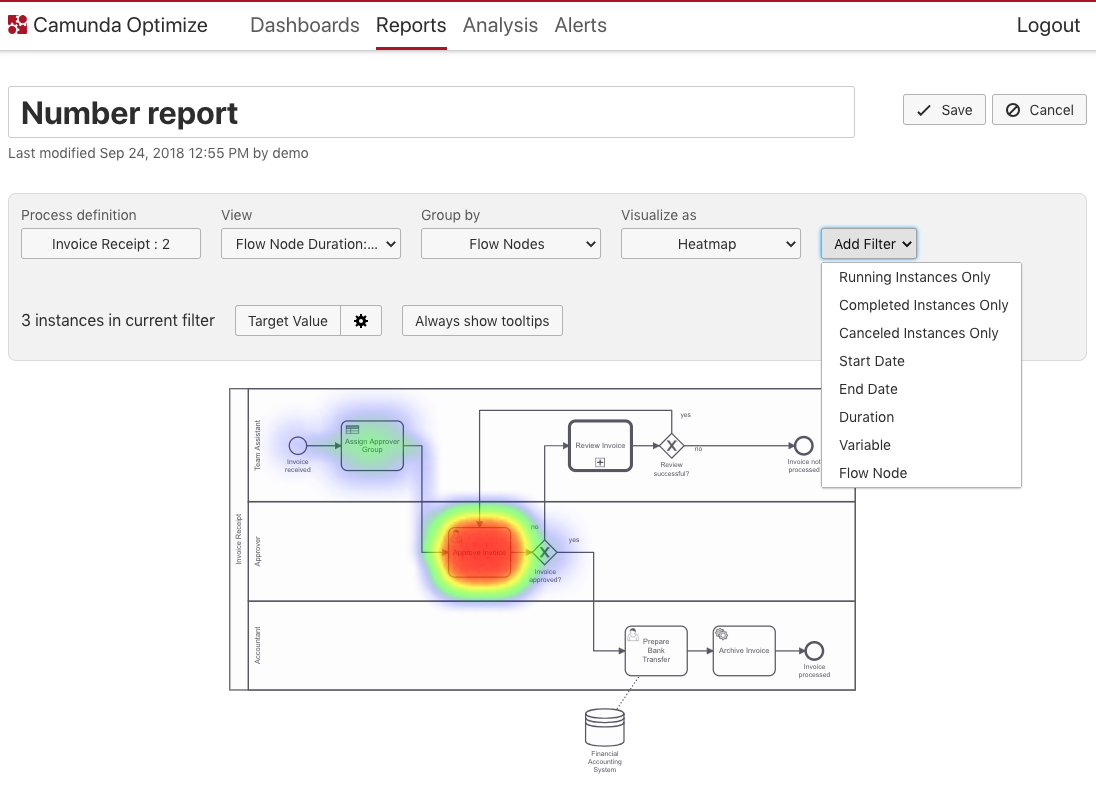 Camunda Optimize
Dashboards
Reports
Analysis
Alerts
Logout
Number report
Save
Cancel
Last modified Sep 24, 2018 12:55 PM by demo
Process definition
View
Group by
Visualize as
Invoice Receipt : 2
Flow Node Duration:...
Flow Nodes
Heatmap
Add Filter
Running Instances Only
Completed Instances Only
Canceled Instances Only
Start Date
End Date
Duration
Variable
Flow Node
3 instances in current filter
Target Value
Always show tooltips
Invoice Receipt
Team Assistant
Invoice
received
Assign Approver
Group
Review Invoice
yes
no
Review
successful?
Invoice not
processed
Approver
Approve Invoice
no
yes
Invoice
approved?
Accountant
Prepare
Bank
Transfer
Archive Invoice
Invoice
processed
Financial
Accounting
System